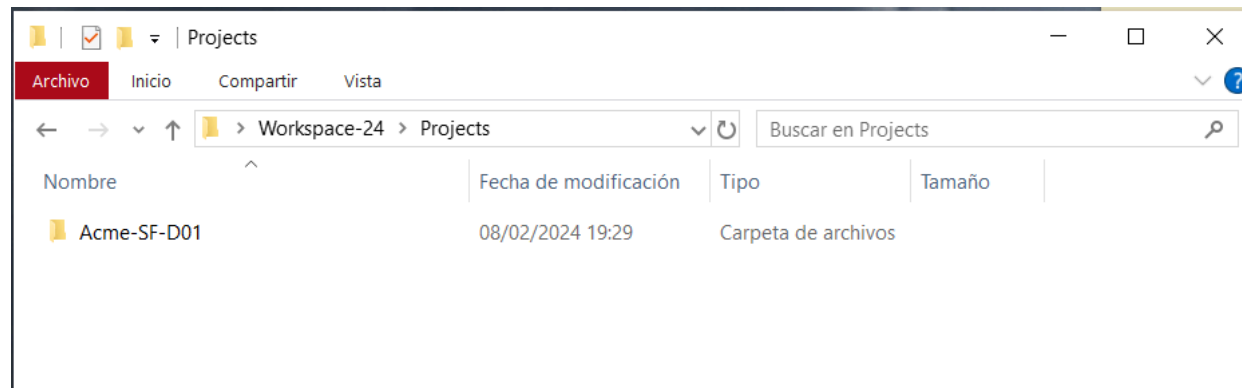 Projects
Archivo Inicio Compartir Vista
Workspace-24 > Projects Buscar en Projects
Nombre Fecha de modificación Tipo Tamaño
Acme-SF-D01 08/02/2024 19:29 Carpeta de archivos